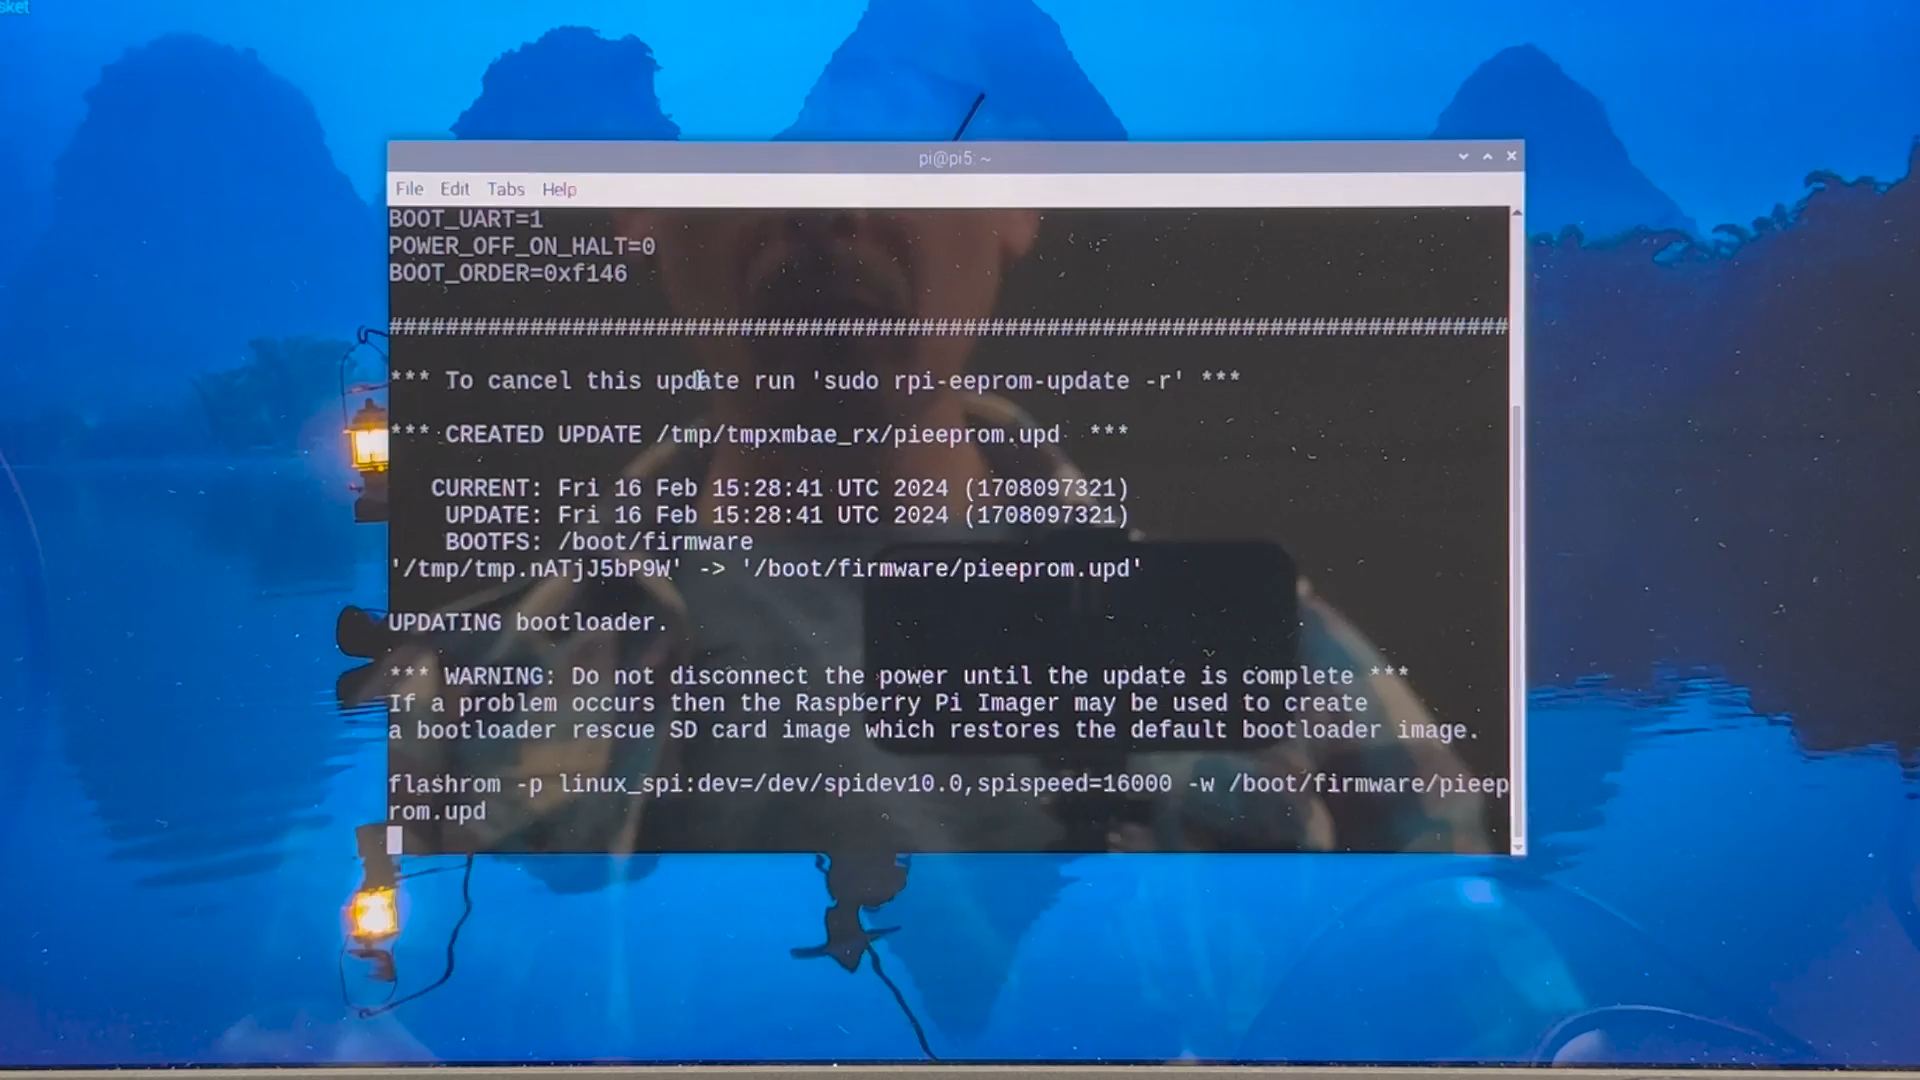 sket
pi@pi5: ~
File Edit Tabs Help
BOOT_UART=1
POWER_OFF_ON_HALT=0
BOOT_ORDER=0xf146
################################################################################
*** To cancel this update run 'sudo rpi-eeprom-update -r' ***
*** CREATED UPDATE /tmp/tmpxmbae_rx/pieeprom.upd ***
CURRENT: Fri 16 Feb 15:28:41 UTC 2024 (1708097321)
UPDATE: Fri 16 Feb 15:28:41 UTC 2024 (1708097321)
BOOTFS: /boot/firmware
'/tmp/tmp.nATjJ5bP9W' -> '/boot/firmware/pieeprom.upd'
UPDATING bootloader.
*** WARNING: Do not disconnect the power until the update is complete ***
If a problem occurs then the Raspberry Pi Imager may be used to create
a bootloader rescue SD card image which restores the default bootloader image.
flashrom -p linux_spi:dev=/dev/spidev10.0,spispeed=16000 -w /boot/firmware/pieep
rom.upd